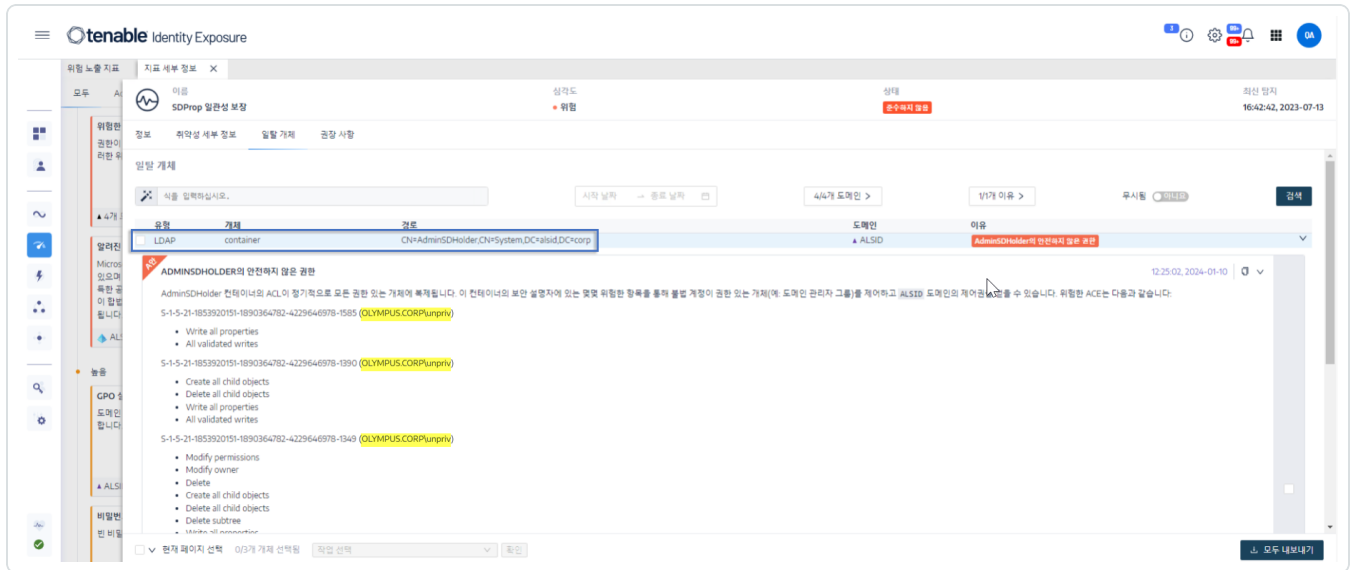 tenable Identity Exposure
3
99+
99+
QA
위험 노출 지표
지표 세부 정보
모두
이름
심각도
상태
최신 탐지
SDProp 일관성 보장
위험
준수하지 않음
16:42:42, 2023-07-13
정보
취약성 세부 정보
일탈 개체
권장 사항
위험한
권한이
러한 위
▲ 4개
알려진
Micros
있으며
특한 공
이 합법
됩니다
높음
GPO
도메인
합니다
▲ ALSI
비밀번
빈 비밀
일탈 개체
식을 입력하십시오.
시작 날짜 → 종료 날짜
4/4개 도메인 >
1/1개 이유 >
무시됨 아니요
검색
유형 개체 경로 도메인 이유
LDAP container CN=AdminSDHolder,CN=System,DC=alsid,DC=corp ▲ ALSID AdminSDHolder의 안전하지 않은 권한
ADMINSDHOLDER의 안전하지 않은 권한
12:25:02, 2024-01-10
AdminSDHolder 컨테이너의 ACL이 정기적으로 모든 권한 있는 개체에 복제됩니다. 이 컨테이너의 보안 설명자에 있는 몇몇 위험한 항목을 통해 불법 계정이 권한 있는 개체(예: 도메인 관리자 그룹)를 제어하고 ALSID 도메인의 제어권 수 있습니다. 위험한 ACE는 다음과 같습니다:
S-1-5-21-1853920151-1890364782-4229646978-1585 (OLYMPUS.CORP\unpriv)
• Write all properties
• All validated writes
S-1-5-21-1853920151-1890364782-4229646978-1390 (OLYMPUS.CORP\unpriv)
• Create all child objects
• Delete all child objects
• Write all properties
• All validated writes
S-1-5-21-1853920151-1890364782-4229646978-1349 (OLYMPUS.CORP\unpriv)
• Modify permissions
• Modify owner
• Delete
• Create all child objects
• Delete all child objects
• Delete subtree
• Write all properties
현재 페이지 선택
0/3개 개체 선택됨
작업 선택
확인
모두 내보내기